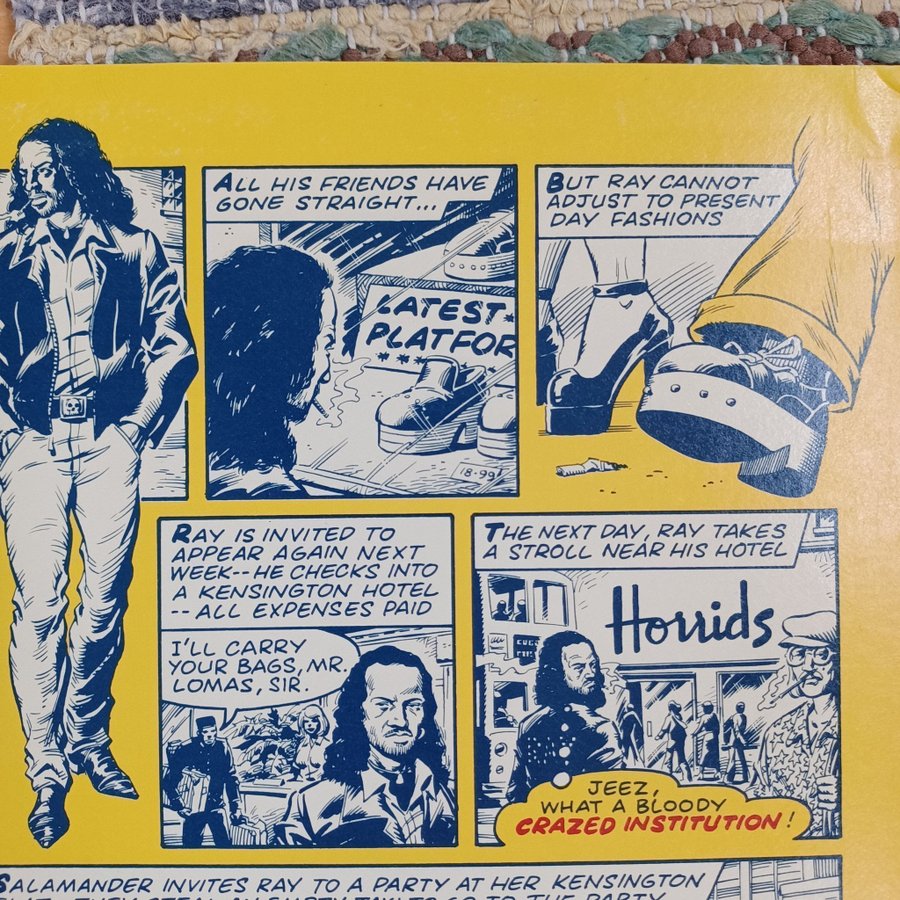 ALL HIS FRIENDS HAVE
GONE STRAIGHT...
LATEST
PLATFOR
18-99
BUT RAY CANNOT
ADJUST TO PRESENT
DAY FASHIONS
RAY IS INVITED TO
APPEAR AGAIN NEXT
WEEK--HE CHECKS INTO
A KENSINGTON HOTEL
-- ALL EXPENSES PAID
I'LL CARRY
YOUR BAGS, MR.
LOMAS, SIR.
THE NEXT DAY, RAY TAKES
A STROLL NEAR HIS HOTEL
Horrids
JEEZ,
WHAT A BLOODY
CRAZED INSTITUTION!
SALAMANDER INVITES RAY TO A PARTY AT HER KENSINGTON